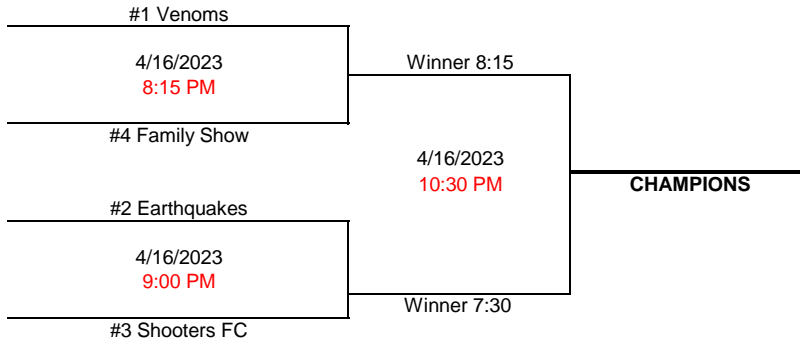 #1 Venoms
4/16/2023
8:15 PM
Winner 8:15
#4 Family Show
4/16/2023
10:30 PM
CHAMPIONS
#2 Earthquakes
4/16/2023
9:00 PM
Winner 7:30
#3 Shooters FC